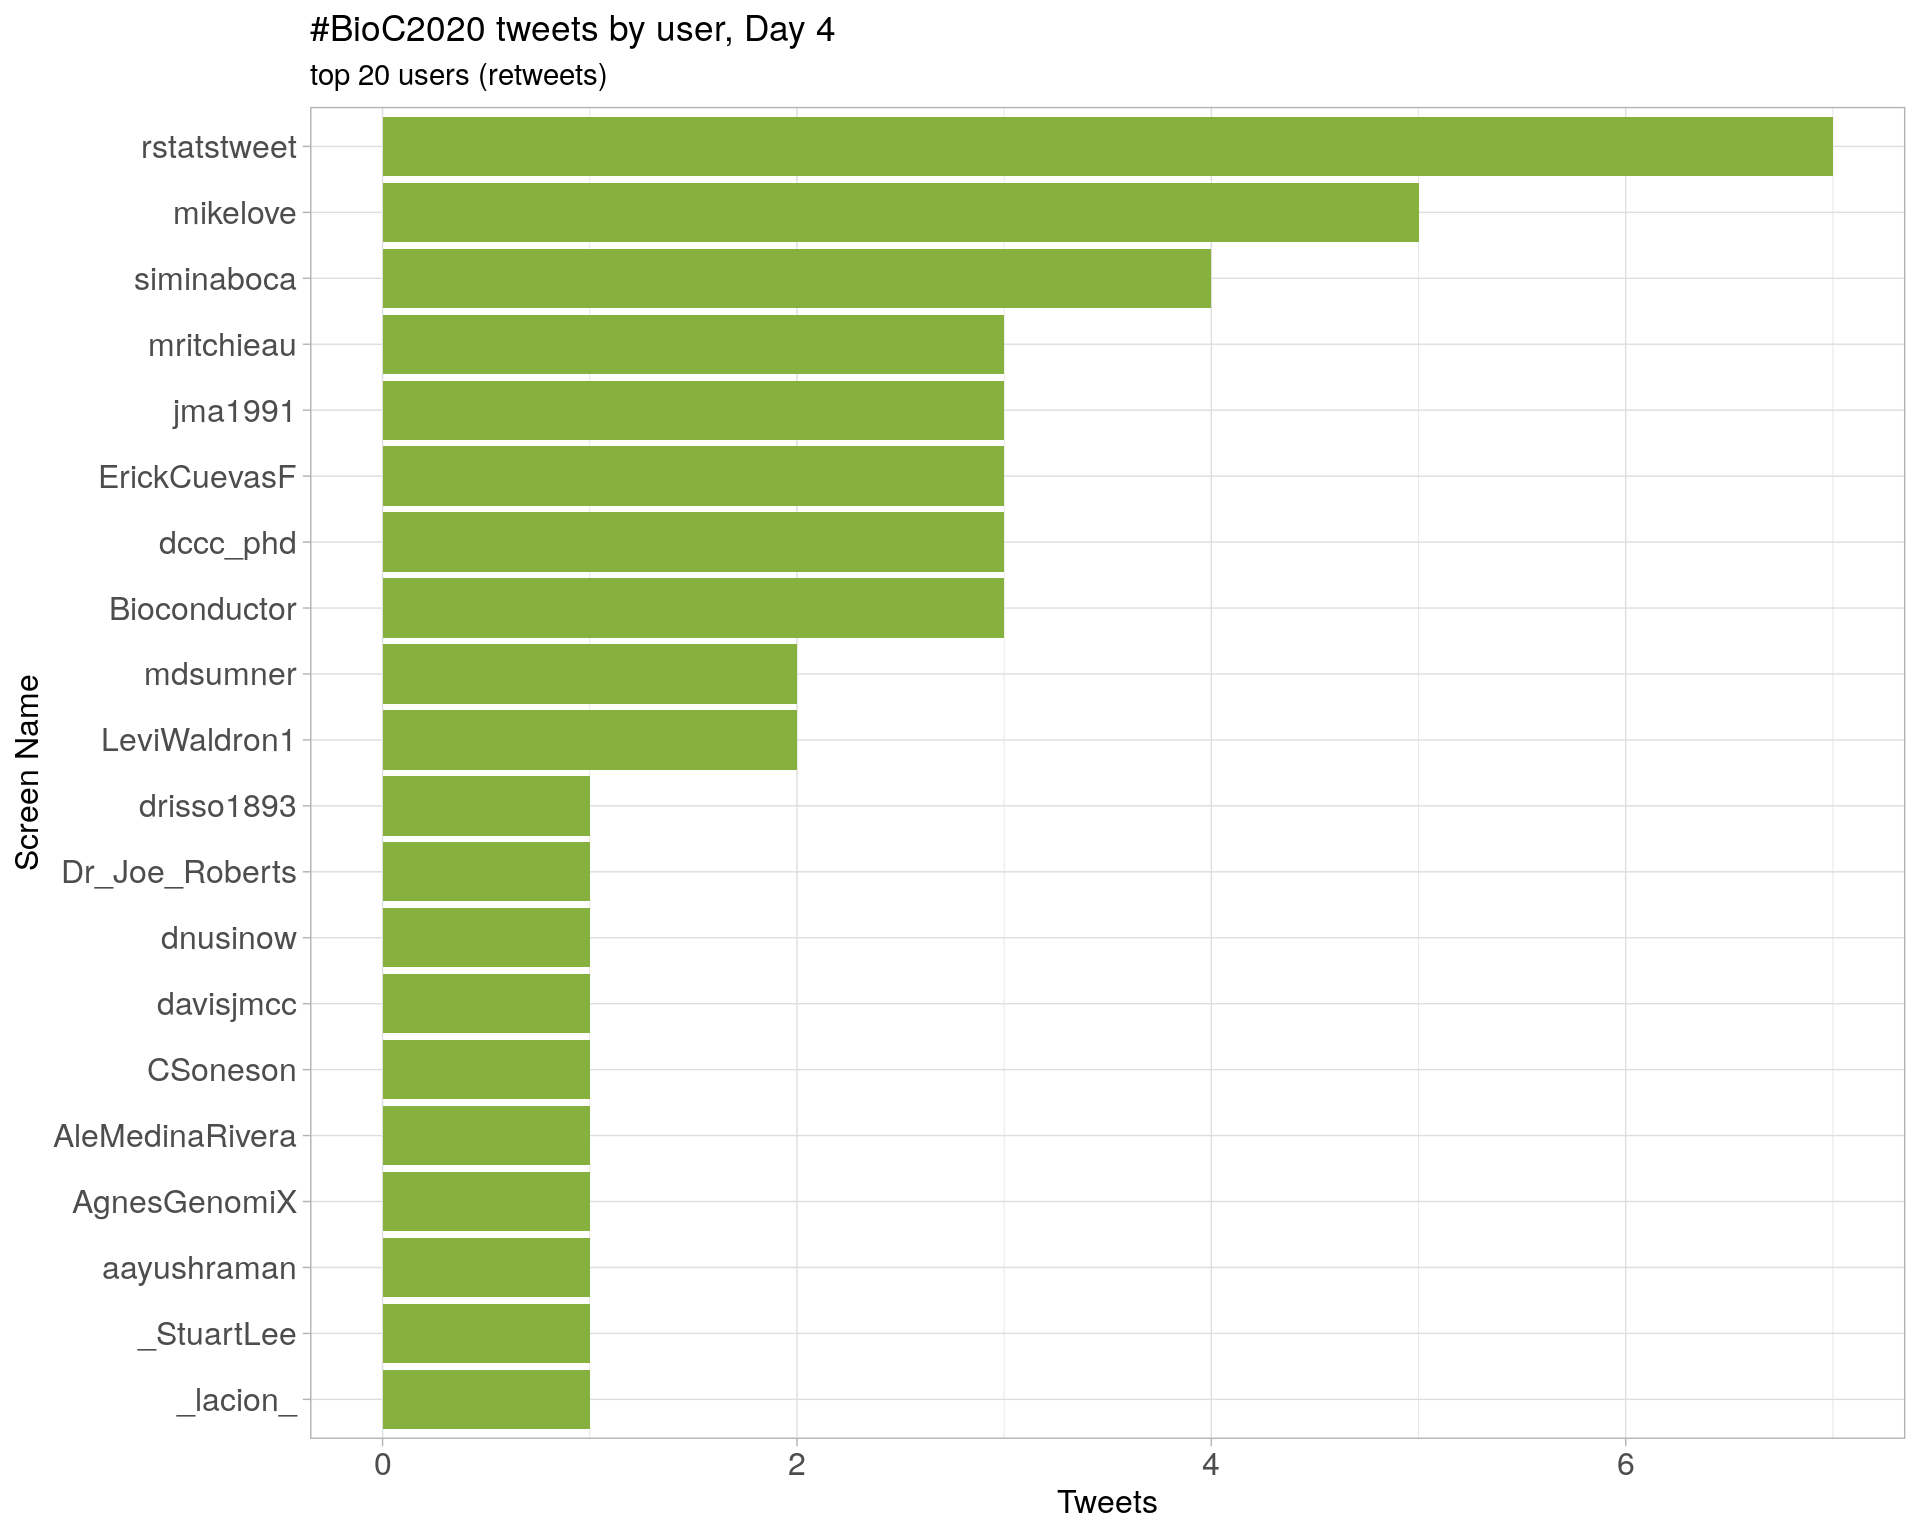 #BioC2020 tweets by user, Day 4
top 20 users (retweets)
Screen Name
rstatstweet
mikelove
siminaboca
mritchieau
jma1991
ErickCuevasF
dccc_phd
Bioconductor
mdsumner
LeviWaldron1
drisso1893
Dr_Joe_Roberts
dnusinow
davisjmcc
CSoneson
AleMedinaRivera
AgnesGenomiX
aayushraman
_StuartLee
_lacion_
0 2 4 6
Tweets